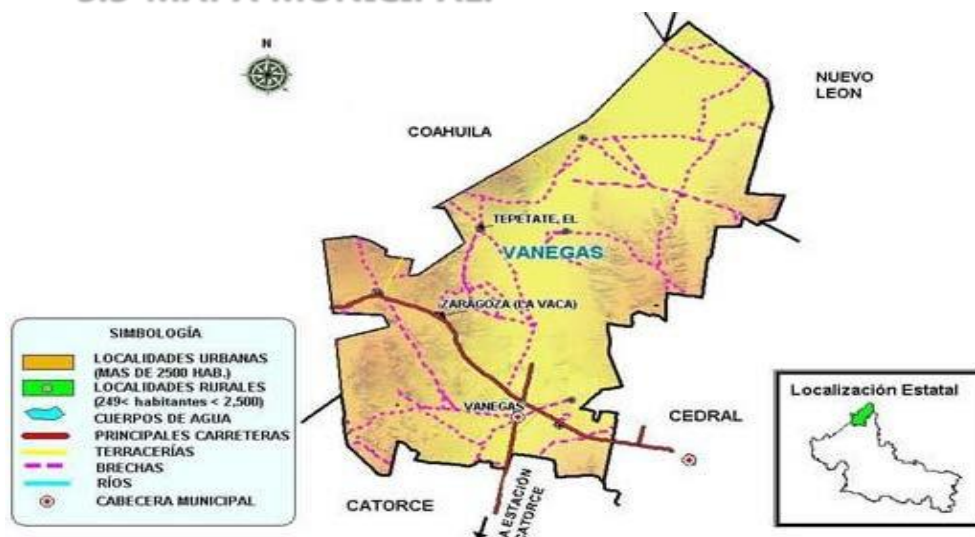 N
NUEVO
LEON
COAHUILA
TEPETATE, EL
VANEGAS
ZARAGOZA (LA VACA)
VANEGAS
CEDRAL
CATORCE
A ESTACIÓN
CATORCE
SIMBOLOGÍA
LOCALIDADES URBANAS
(MAS DE 2500 HAB.)
LOCALIDADES RURALES
(249< habitantes < 2,500)
CUERPOS DE AGUA
PRINCIPALES CARRETERAS
TERRACERÍAS
BRECHAS
RÍOS
CABECERA MUNICIPAL
Localización Estatal